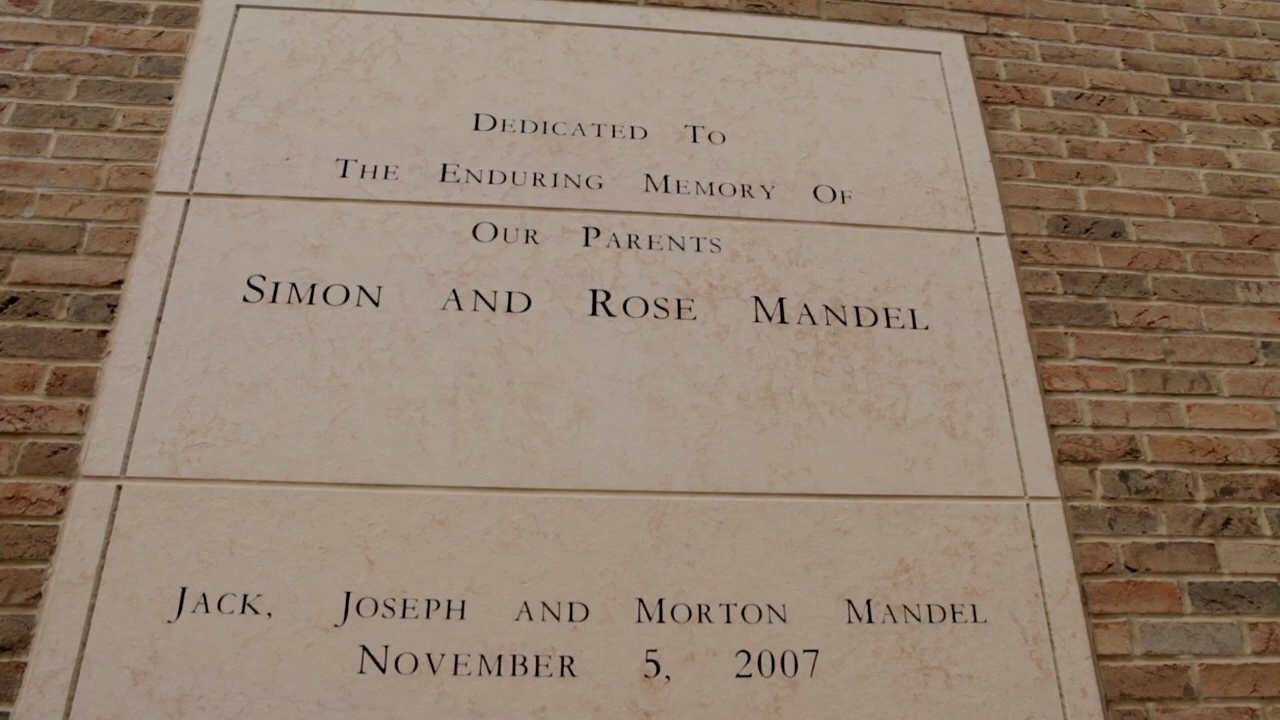 Dedicated To
The Enduring Memory Of
Our Parents
Simon and Rose Mandel
Jack, Joseph and Morton Mandel
November 5, 2007